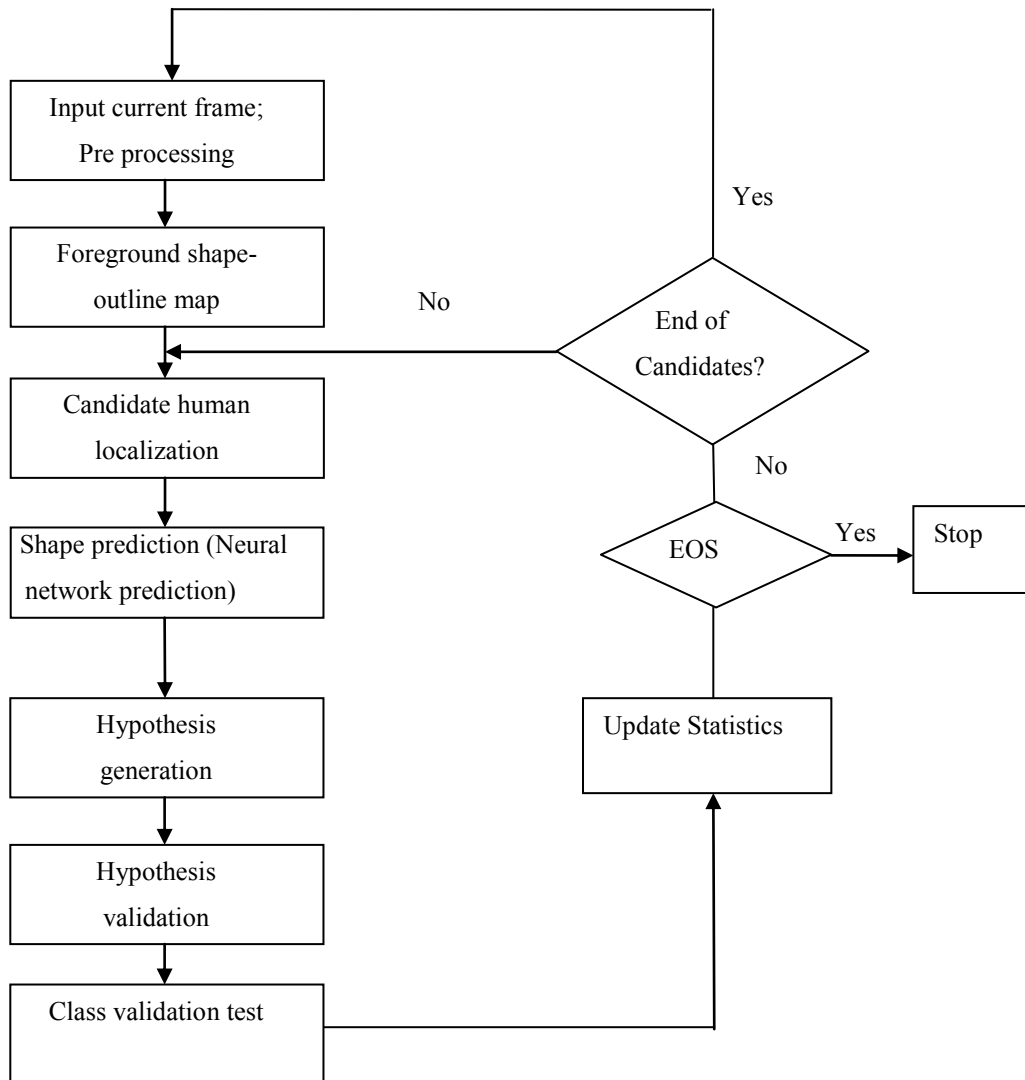 Input current frame;
Pre processing
Yes
Foreground shape-
outline map
No
End of
Candidates?
Candidate human
localization
No
Shape prediction (Neural
network prediction)
EOS
Yes
Stop
Hypothesis
generation
Update Statistics
Hypothesis
validation
Class validation test